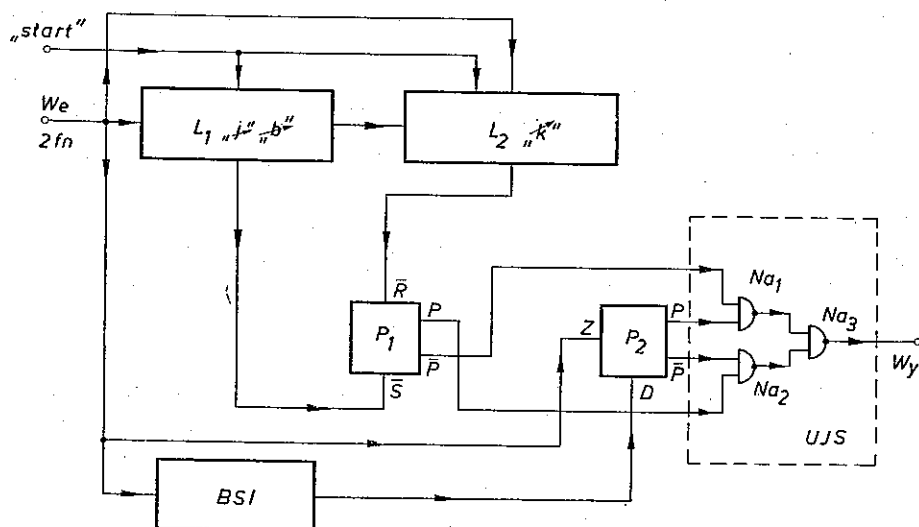 „start"
We
2fn
L1 „j" „b"
L2 „k"
R̅
P
P1
P̅
S̅
Z
P2
P
P̅
D
Na1
Na2
Na3
Wy
UJS
BSI